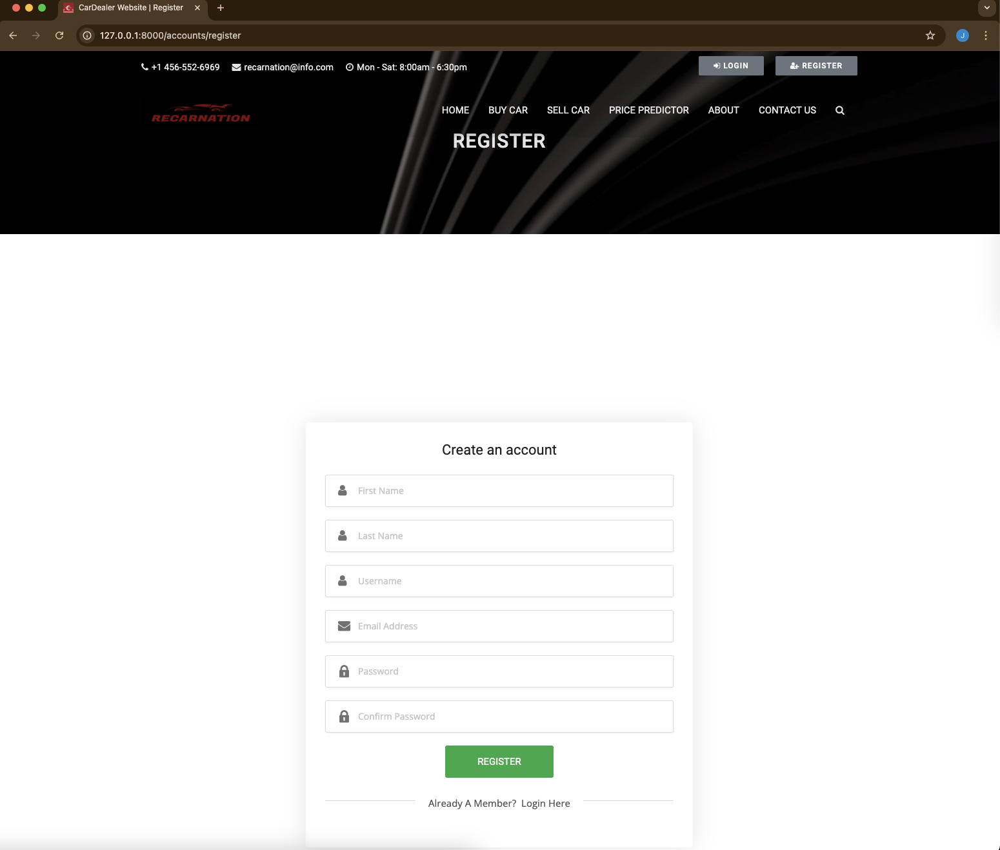 CarDealer Website | Register
127.0.0.1:8000/accounts/register
J
+1 456-552-6969 recarnation@info.com Mon - Sat: 8:00am - 6:30pm LOGIN REGISTER
RECARNATION HOME BUY CAR SELL CAR PRICE PREDICTOR ABOUT CONTACT US
REGISTER
Create an account
First Name
Last Name
Username
Email Address
Password
Confirm Password
REGISTER
Already A Member? Login Here